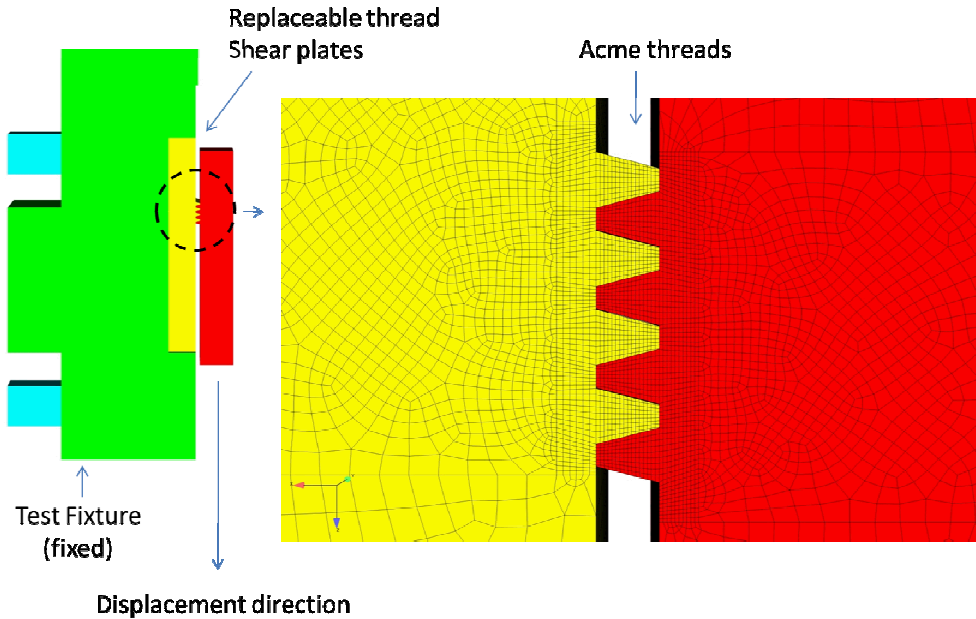 Replaceable thread
Shear plates
Acme threads
Test Fixture
(fixed)
Displacement direction